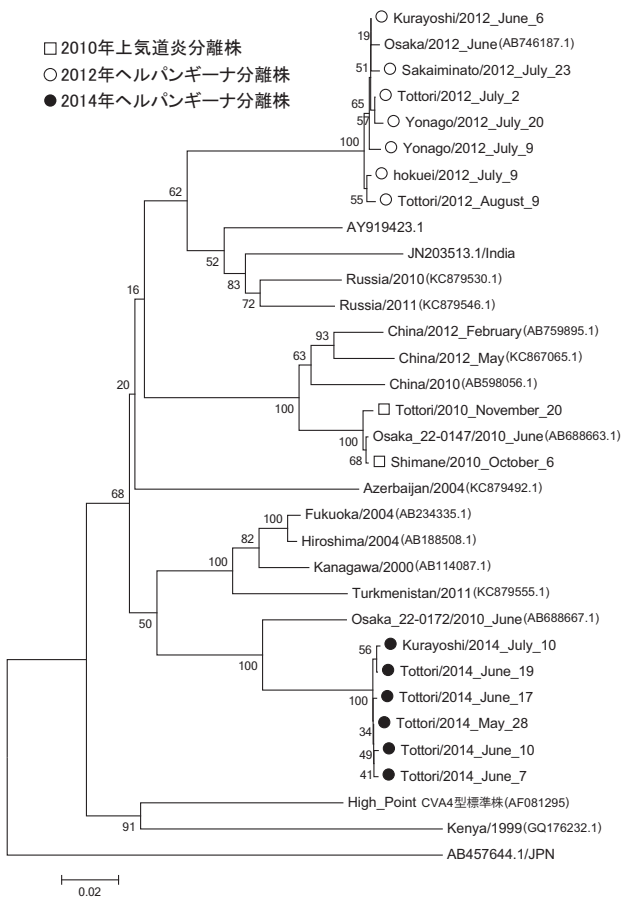 □ 2010年上気道炎分離株
○ 2012年ヘルパンギーナ分離株
● 2014年ヘルパンギーナ分離株
Kurayoshi/2012_June_6
19
Osaka/2012_June(AB746187.1)
51
Sakaiminato/2012_July_23
65
Tottori/2012_July_2
57
Yonago/2012_July_20
100
Yonago/2012_July_9
hokuei/2012_July_9
55
Tottori/2012_August_9
62
AY919423.1
52
JN203513.1/India
83
Russia/2010(KC879530.1)
72
Russia/2011(KC879546.1)
16
China/2012_February(AB759895.1)
93
China/2012_May(KC867065.1)
63
China/2010(AB598056.1)
100
Tottori/2010_November_20
100
Osaka_22-0147/2010_June(AB688663.1)
68
Shimane/2010_October_6
20
Azerbaijan/2004(KC879492.1)
68
Fukuoka/2004(AB234335.1)
100
Hiroshima/2004(AB188508.1)
82
Kanagawa/2000(AB114087.1)
100
Turkmenistan/2011(KC879555.1)
50
Osaka_22-0172/2010_June(AB688667.1)
100
Kurayoshi/2014_July_10
56
Tottori/2014_June_19
Tottori/2014_June_17
100
Tottori/2014_May_28
34
Tottori/2014_June_10
49
Tottori/2014_June_7
41
High_Point CVA4型標準株(AF081295)
91
Kenya/1999(GQ176232.1)
AB457644.1/JPN
0.02